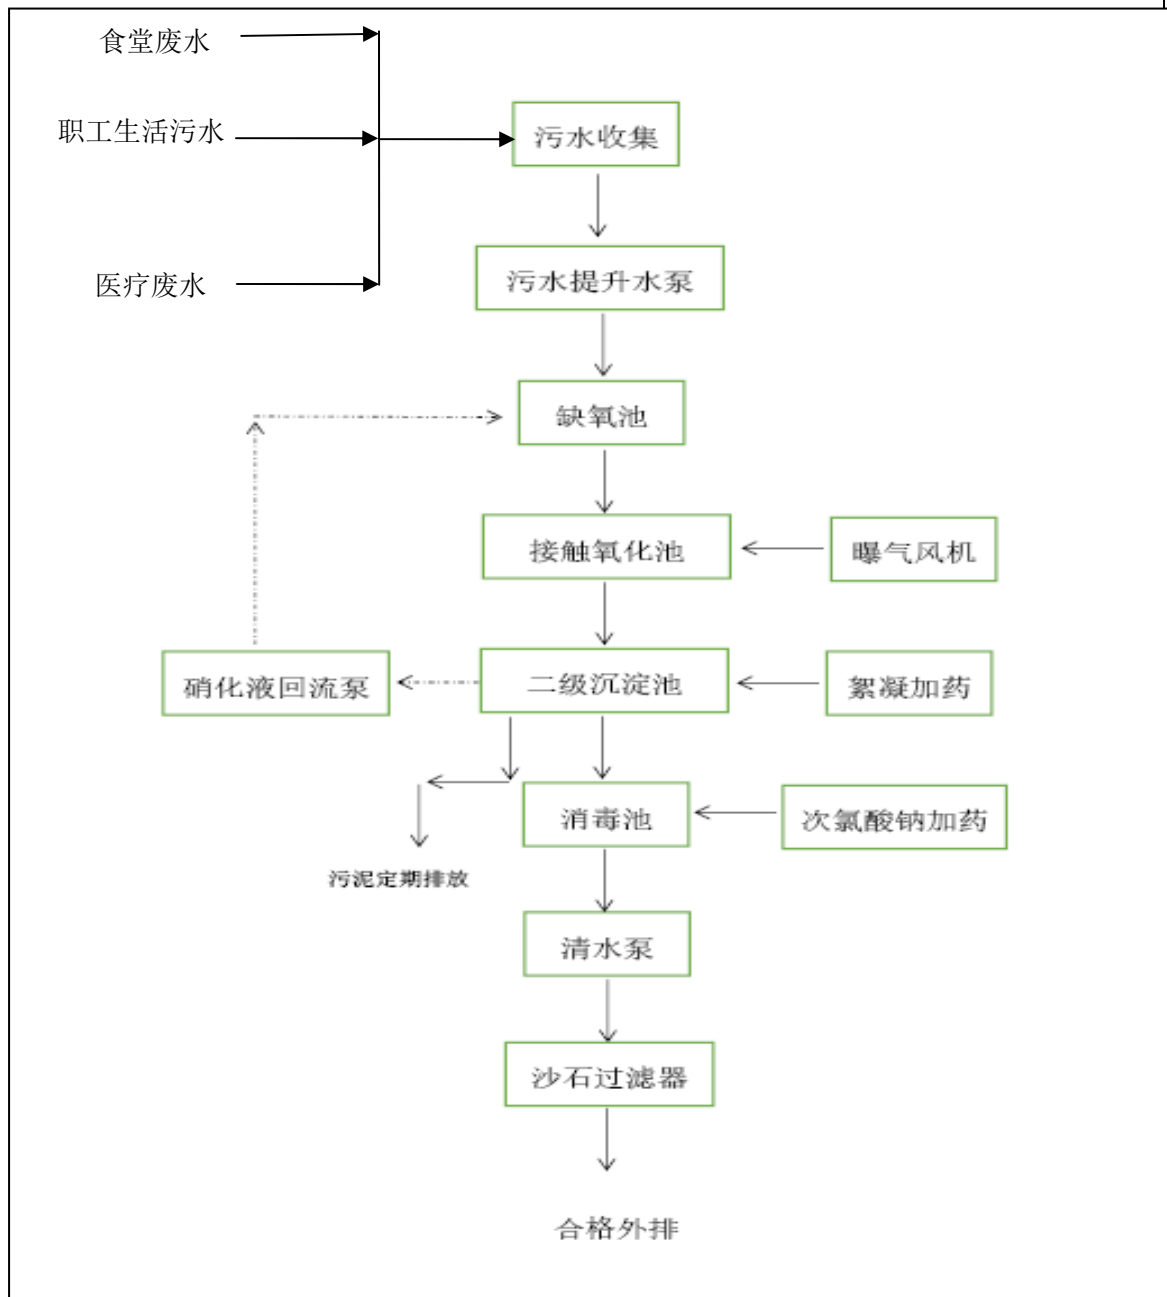 食堂废水
职工生活污水
污水收集
医疗废水
污水提升水泵
缺氧池
接触氧化池
曝气风机
硝化液回流泵
二级沉淀池
絮凝加药
消毒池
次氯酸钠加药
污泥定期排放
清水泵
沙石过滤器
合格外排